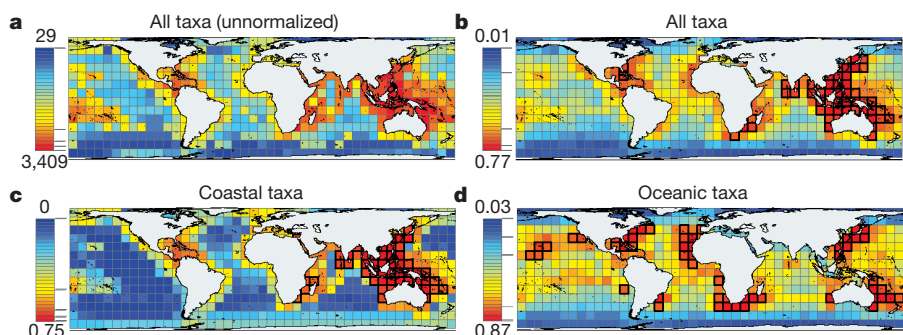 a All taxa (unnormalized)
29
3,409
b All taxa
0.01
0.77
c Coastal taxa
0
0.75
d Oceanic taxa
0.03
0.87